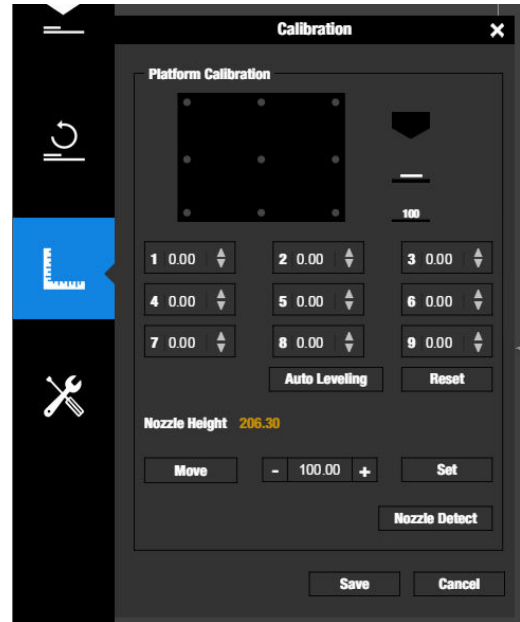 Calibration
Platform Calibration
100
1 0.00 2 0.00 3 0.00
4 0.00 5 0.00 6 0.00
7 0.00 8 0.00 9 0.00
Auto Leveling Reset
Nozzle Height 206.30
Move - 100.00 + Set
Nozzle Detect
Save Cancel